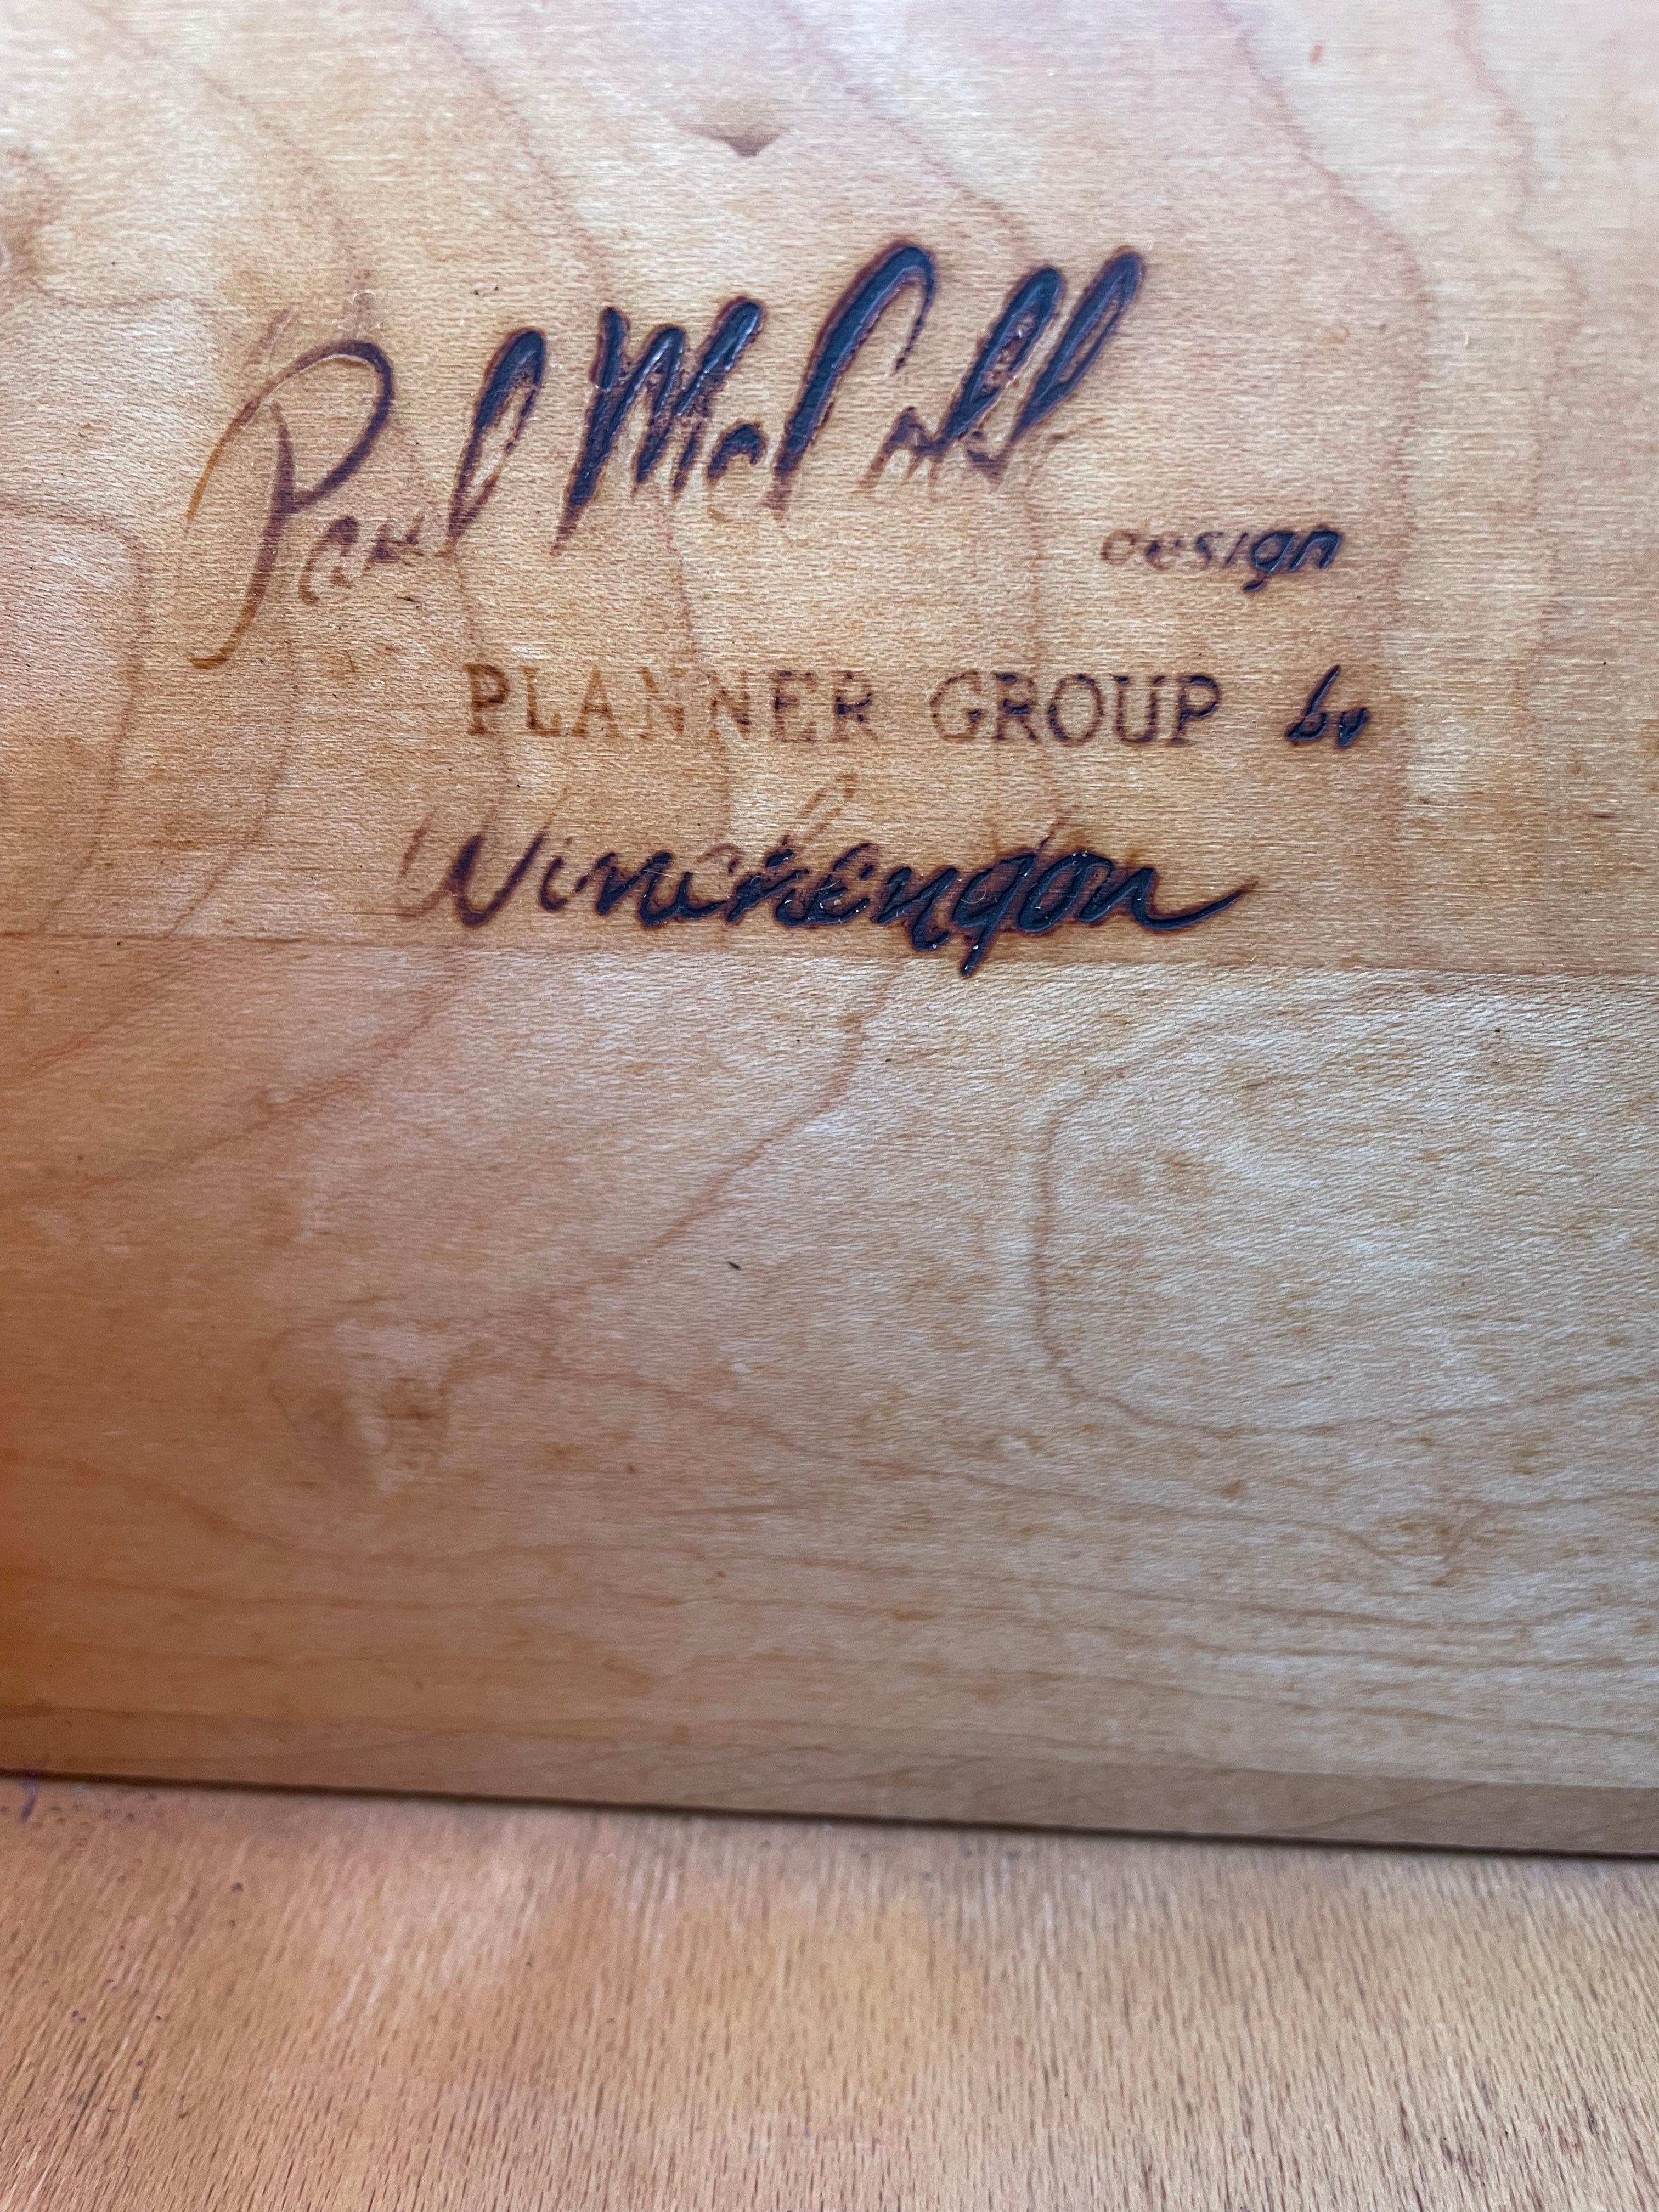 Paul McCobb
design
PLANNER GROUP by
Winchendon